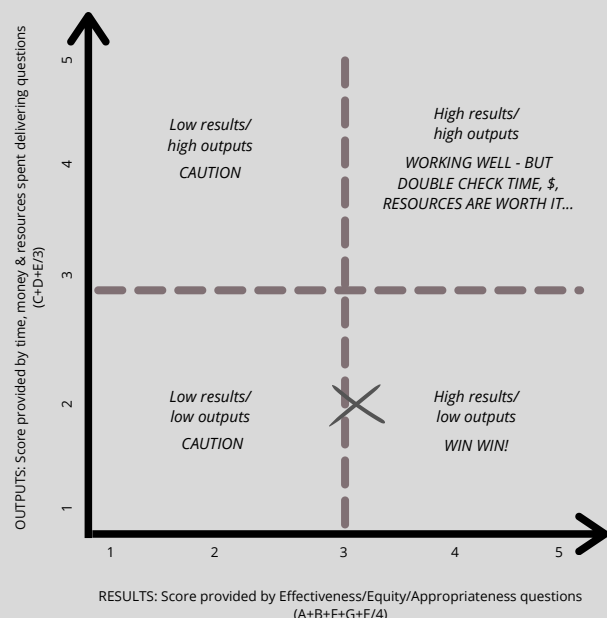 OUTPUTS: Score provided by time, money & resources spent delivering questions
(C+D+E/3)
5
4
3
2
1
Low results/
high outputs
CAUTION
High results/
high outputs
WORKING WELL - BUT
DOUBLE CHECK TIME, $,
RESOURCES ARE WORTH IT...
Low results/
low outputs
CAUTION
High results/
low outputs
WIN WIN!
1
2
3
4
5
RESULTS: Score provided by Effectiveness/Equity/Appropriateness questions
(A+B+F+G+F/4)